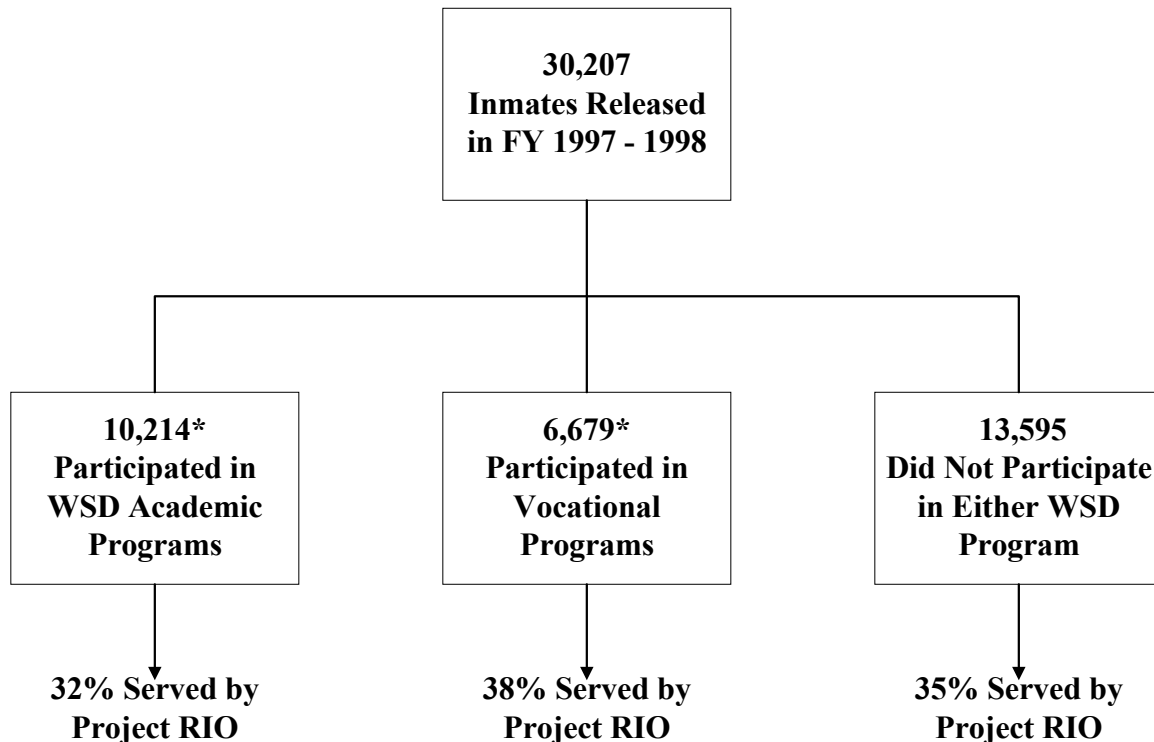 30,207
Inmates Released
in FY 1997 - 1998
10,214*
Participated in
WSD Academic
Programs
6,679*
Participated in
Vocational
Programs
13,595
Did Not Participate
in Either WSD
Program
32% Served by
Project RIO
38% Served by
Project RIO
35% Served by
Project RIO